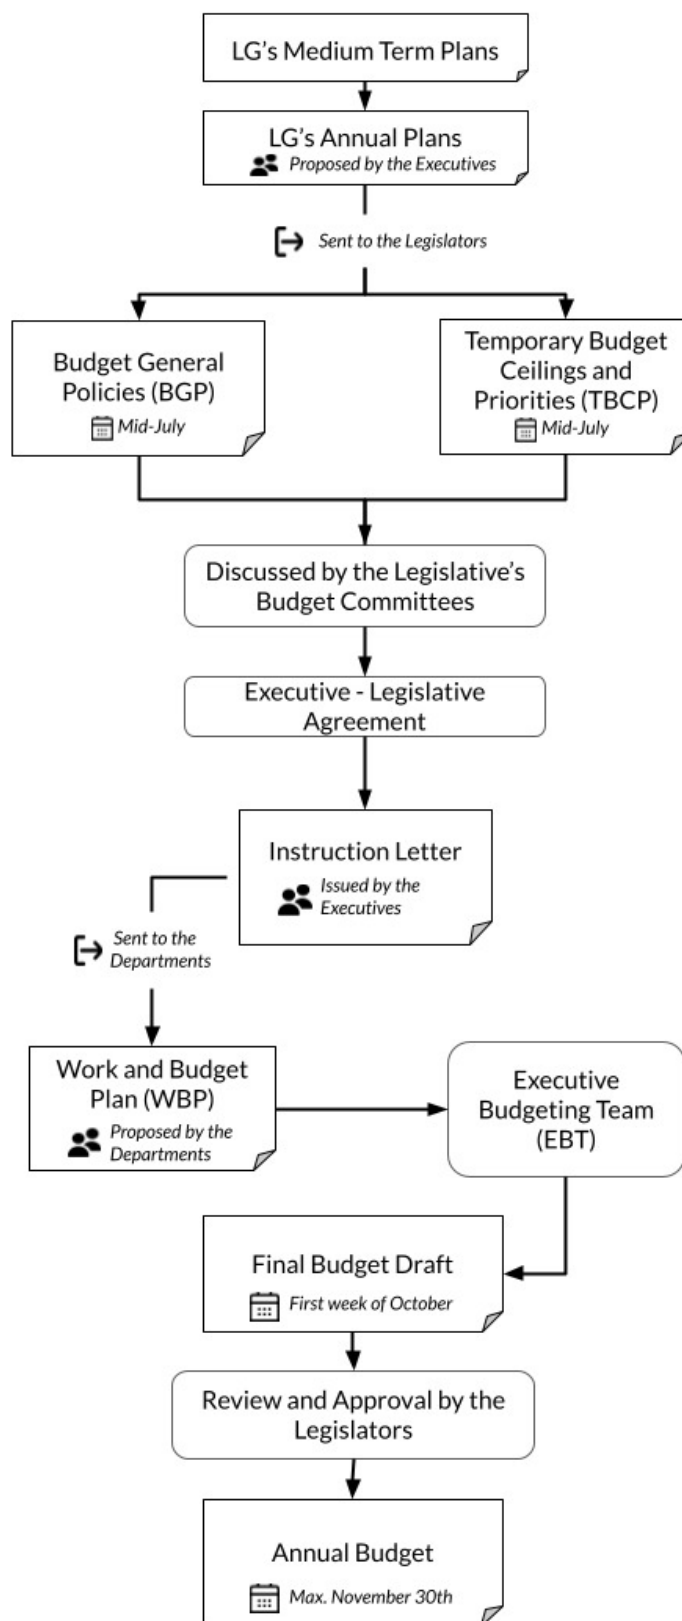 LG’s Medium Term Plans
LG’s Annual Plans
Proposed by the Executives
Sent to the Legislators
Budget General
Policies (BGP)
Mid-July
Temporary Budget
Ceilings and
Priorities (TBCP)
Mid-July
Discussed by the Legislative’s
Budget Committees
Executive - Legislative
Agreement
Instruction Letter
Issued by the
Executives
Sent to the
Departments
Work and Budget
Plan (WBP)
Proposed by the
Departments
Executive
Budgeting Team
(EBT)
Final Budget Draft
First week of October
Review and Approval by the
Legislators
Annual Budget
Max. November 30th